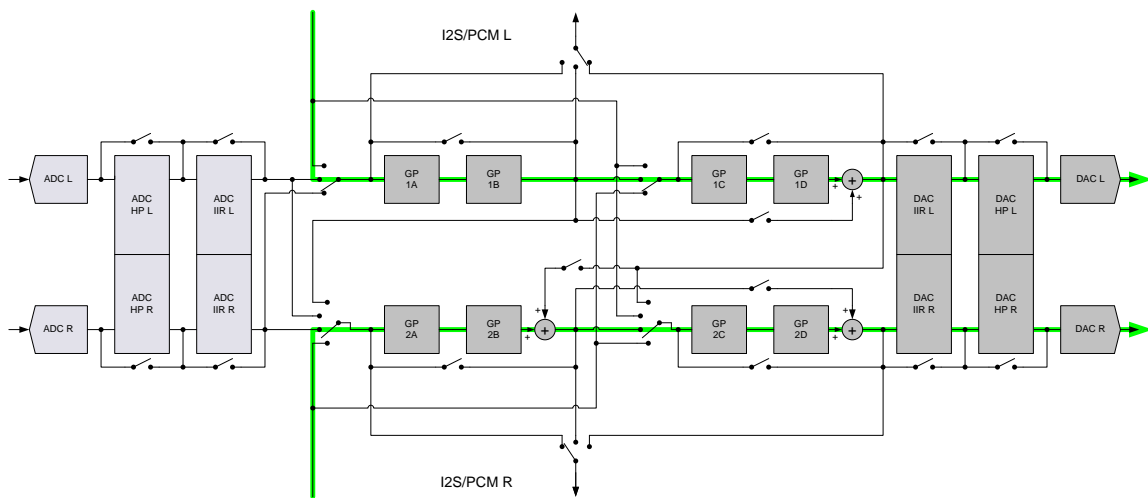 I2S/PCM L
ADC L
ADC
HP L
ADC
IIR L
GP
1A
GP
1B
GP
1C
GP
1D
+
+
+
DAC
IIR L
DAC
HP L
DAC L
ADC R
ADC
HP R
ADC
IIR R
GP
2A
GP
2B
+
+
+
GP
2C
GP
2D
+
+
+
DAC
IIR R
DAC
HP R
DAC R
I2S/PCM R